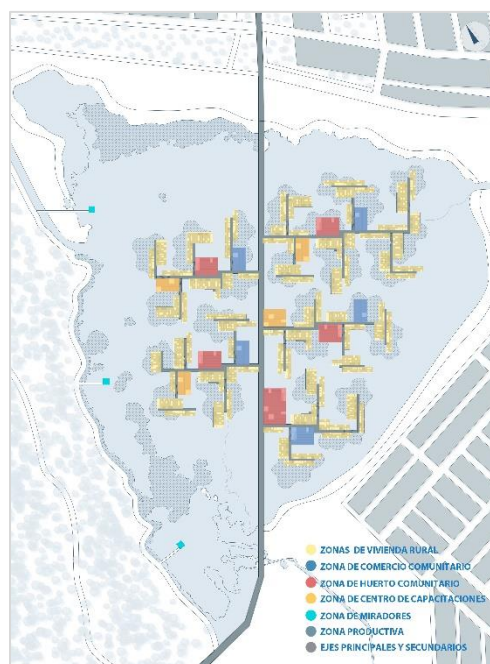 ZONAS DE VIVIENDA RURAL
ZONA DE COMERCIO COMUNITARIO
ZONA DE HUERTO COMUNITARIO
ZONA DE CENTRO DE CAPACITACIONES
ZONA DE MIRADORES
ZONA PRODUCTIVA
EJES PRINCIPALES Y SECUNDARIOS